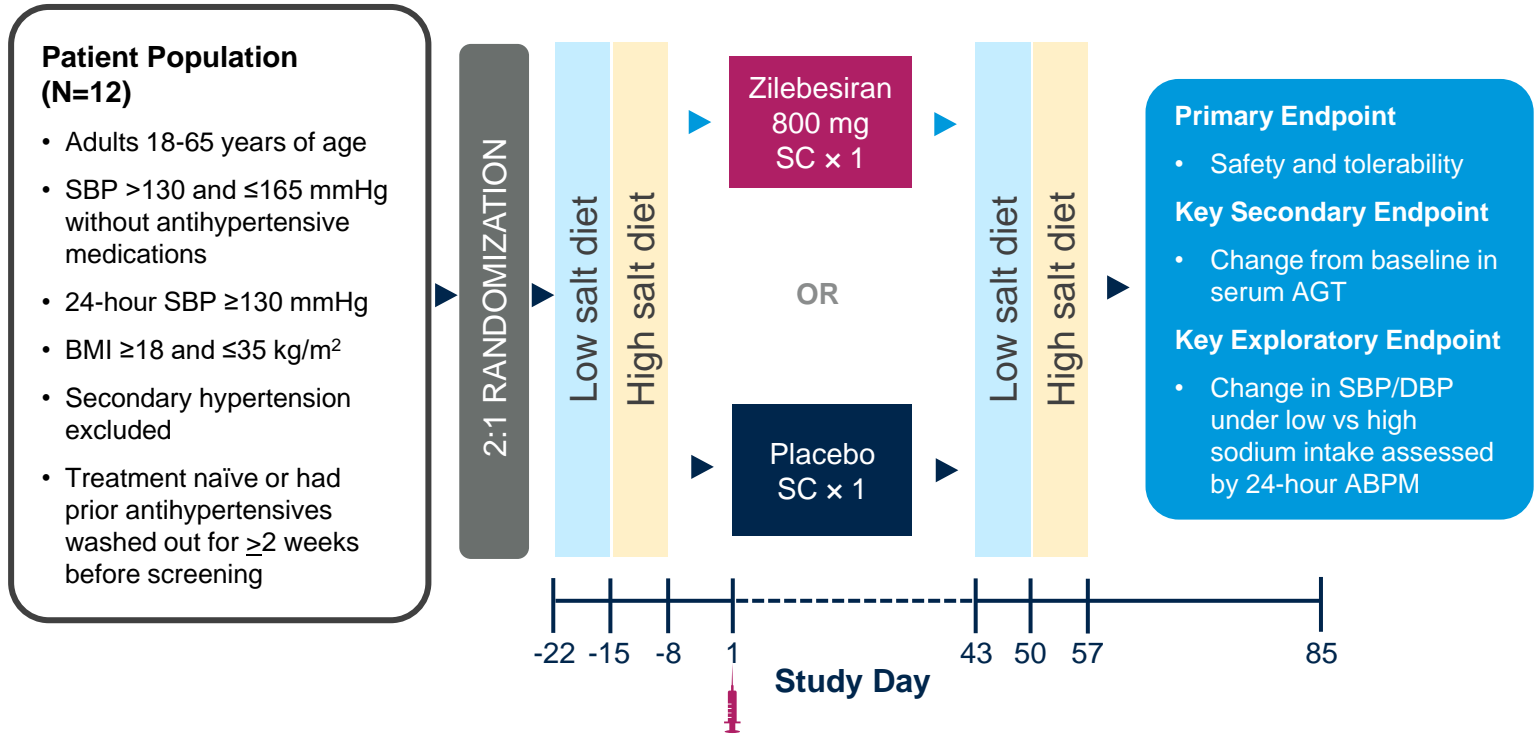 Patient Population
(N=12)
• Adults 18-65 years of age
• SBP >130 and ≤165 mmHg
without antihypertensive
medications
• 24-hour SBP ≥130 mmHg
• BMI ≥18 and ≤35 kg/m²
• Secondary hypertension
excluded
• Treatment naïve or had
prior antihypertensives
washed out for ≥2 weeks
before screening
2:1 RANDOMIZATION
Low salt diet
High salt diet
Zilebesiran
800 mg
SC × 1
OR
Placebo
SC × 1
Low salt diet
High salt diet
Primary Endpoint
• Safety and tolerability
Key Secondary Endpoint
• Change from baseline in
serum AGT
Key Exploratory Endpoint
• Change in SBP/DBP
under low vs high
sodium intake assessed
by 24-hour ABPM
-22 -15 -8 1 43 50 57 85
Study Day